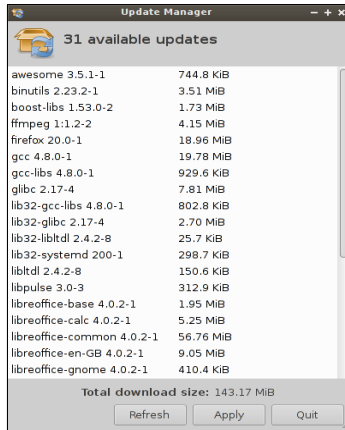 Update Manager
31 available updates
awesome 3.5.1-1 744.8 KiB
binutils 2.23.2-1 3.51 MiB
boost-libs 1.53.0-2 1.73 MiB
ffmpeg 1:1.2-2 4.15 MiB
firefox 20.0-1 18.96 MiB
gcc 4.8.0-1 19.78 MiB
gcc-libs 4.8.0-1 929.6 KiB
glibc 2.17-4 7.81 MiB
lib32-gcc-libs 4.8.0-1 802.8 KiB
lib32-glibc 2.17-4 2.70 MiB
lib32-libltdl 2.4.2-8 25.7 KiB
lib32-systemd 200-1 298.7 KiB
libltdl 2.4.2-8 150.6 KiB
libpulse 3.0-3 312.9 KiB
libreoffice-base 4.0.2-1 1.95 MiB
libreoffice-calc 4.0.2-1 5.25 MiB
libreoffice-common 4.0.2-1 56.76 MiB
libreoffice-en-GB 4.0.2-1 9.05 MiB
libreoffice-gnome 4.0.2-1 410.4 KiB
Total download size: 143.17 MiB
Refresh Apply Quit